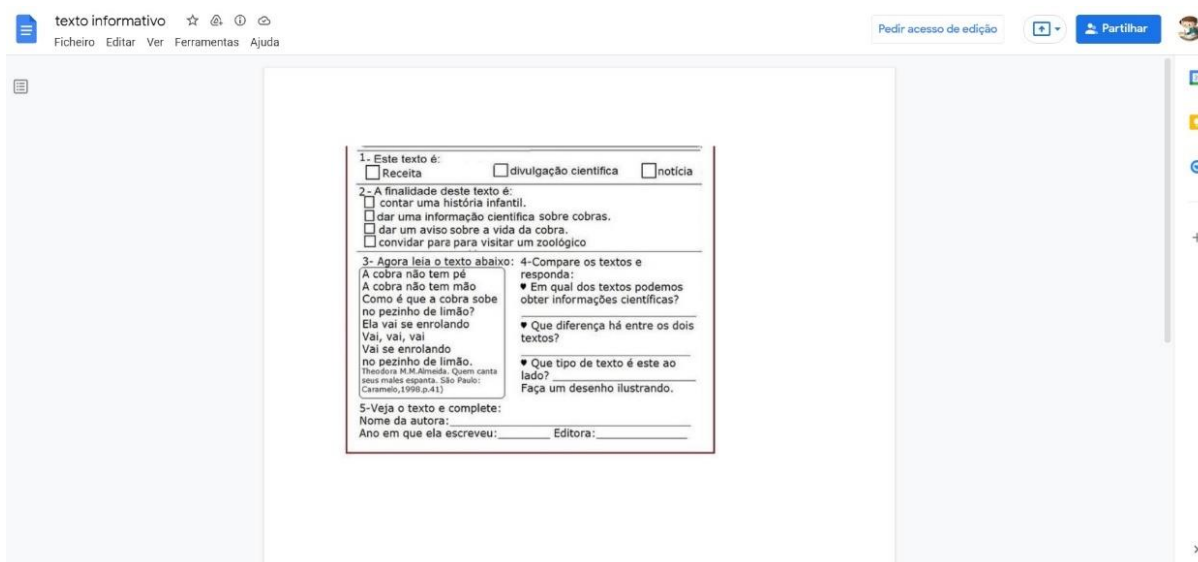 texto informativo
Ficheiro Editar Ver Ferramentas Ajuda
Pedir acesso de edição
Partilhar
1- Este texto é:
Receita divulgação científica notícia
2- A finalidade deste texto é:
contar uma história infantil.
dar uma informação científica sobre cobras.
dar um aviso sobre a vida da cobra.
convidar para para visitar um zoológico
3- Agora leia o texto abaixo:
A cobra não tem pé
A cobra não tem mão
Como é que a cobra sobe
no pezinho de limão?
Ela vai se enrolando
Vai, vai, vai
Vai se enrolando
no pezinho de limão.
Theodora M.M.Almeida. Quem canta
seus males espanta. São Paulo:
Caramelo,1998.p.41)
4-Compare os textos e
responda:
♥ Em qual dos textos podemos
obter informações científicas?
♥ Que diferença há entre os dois
textos?
♥ Que tipo de texto é este ao
lado?
Faça um desenho ilustrando.
5-Veja o texto e complete:
Nome da autora:
Ano em que ela escreveu: Editora: